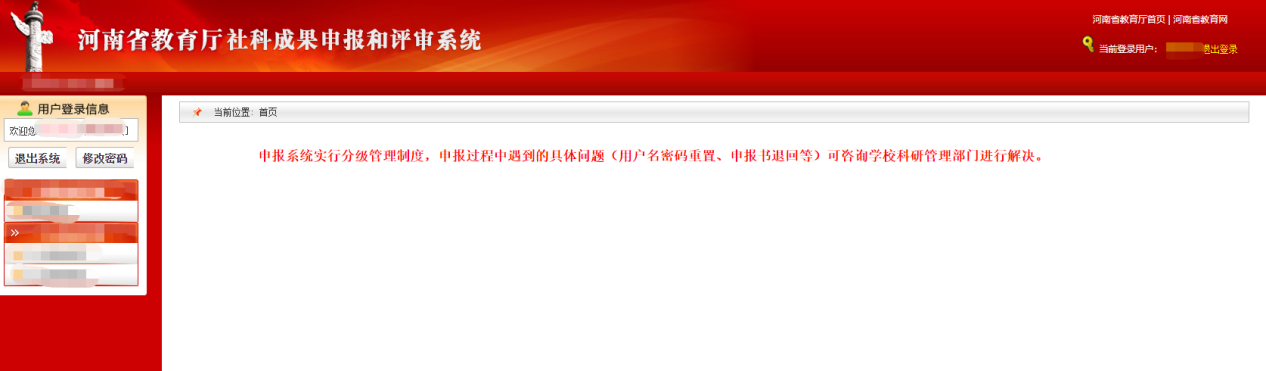 河南省教育厅首页 | 河南省教育网
河南省教育厅社科成果申报和评审系统
当前登录用户： 退出登录
用户登录信息
当前位置：首页
欢迎您
退出系统 修改密码
申报系统实行分级管理制度，申报过程中遇到的具体问题（用户名密码重置、申报书退回等）可咨询学校科研管理部门进行解决。